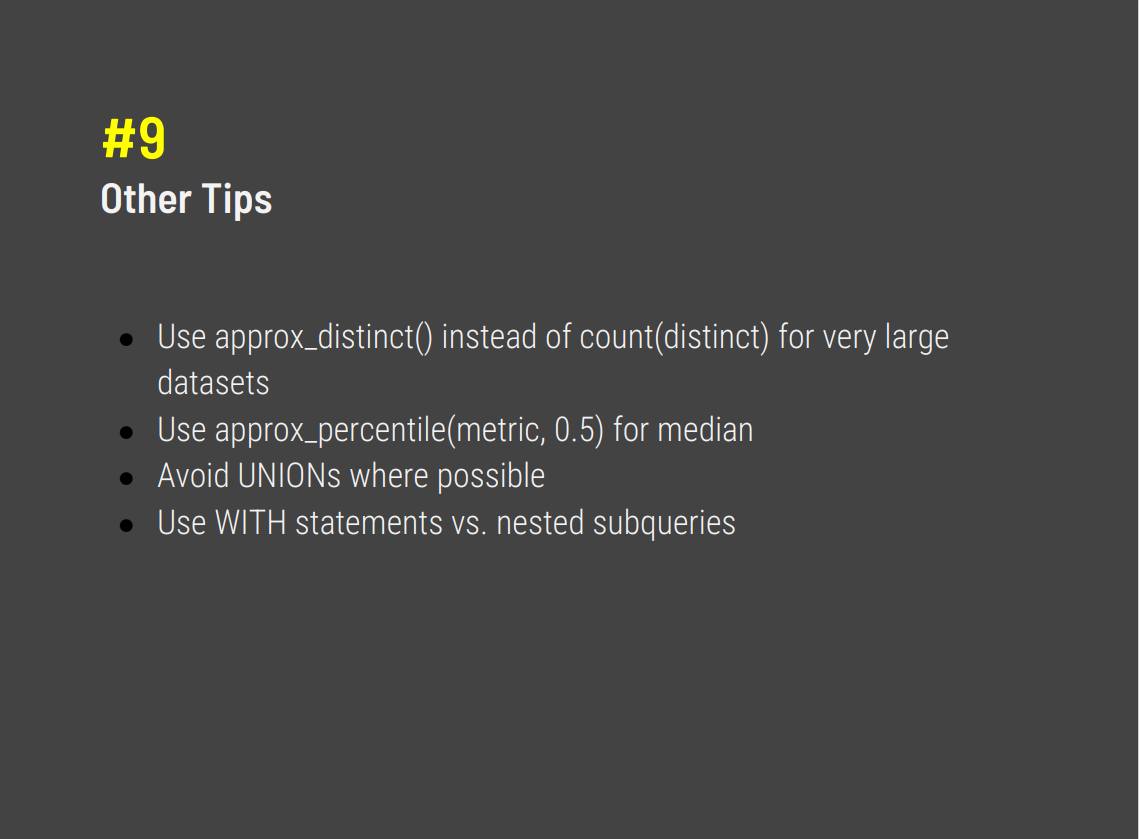 #9
Other Tips
● Use approx_distinct() instead of count(distinct) for very large
datasets
● Use approx_percentile(metric, 0.5) for median
● Avoid UNIONs where possible
● Use WITH statements vs. nested subqueries